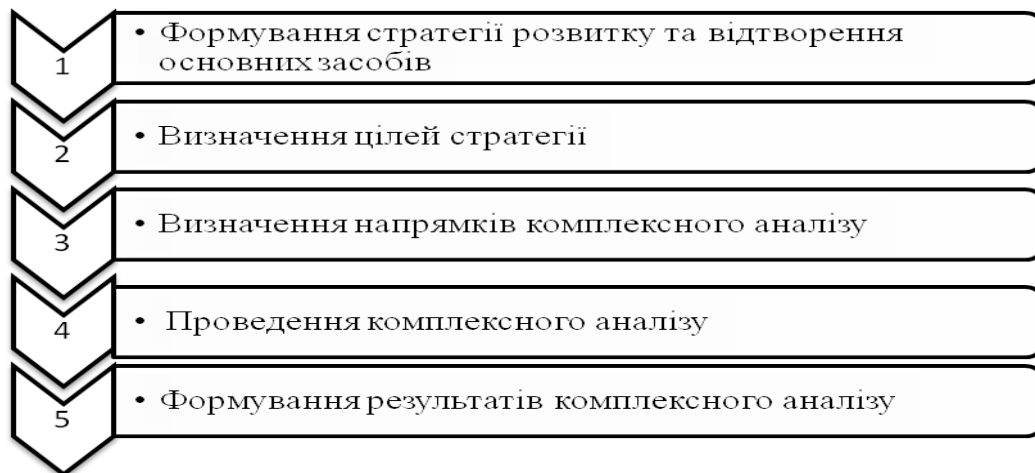 1
• Формування стратегії розвитку та відтворення
основних засобів
2
• Визначення цілей стратегії
3
• Визначення напрямків комплексного аналізу
4
• Проведення комплексного аналізу
5
• Формування результатів комплексного аналізу